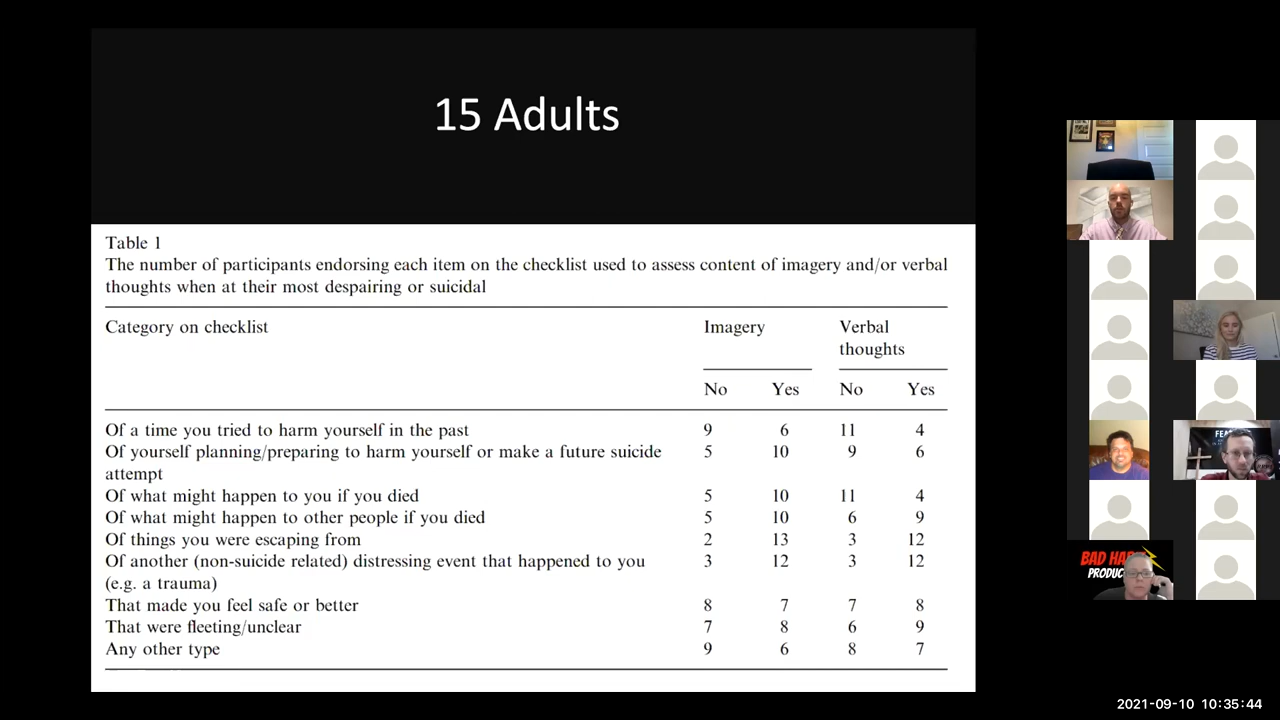 15 Adults
Table 1
The number of participants endorsing each item on the checklist used to assess content of imagery and/or verbal
thoughts when at their most despairing or suicidal
Category on checklist Imagery Verbal
thoughts
No Yes No Yes
Of a time you tried to harm yourself in the past 9 6 11 4
Of yourself planning/preparing to harm yourself or make a future suicide 5 10 9 6
attempt
Of what might happen to you if you died 5 10 11 4
Of what might happen to other people if you died 5 10 6 9
Of things you were escaping from 2 13 3 12
Of another (non-suicide related) distressing event that happened to you 3 12 3 12
(e.g. a trauma)
That made you feel safe or better 8 7 7 8
That were fleeting/unclear 7 8 6 9
Any other type 9 6 8 7
BAD
2021-09-10 10:35:44